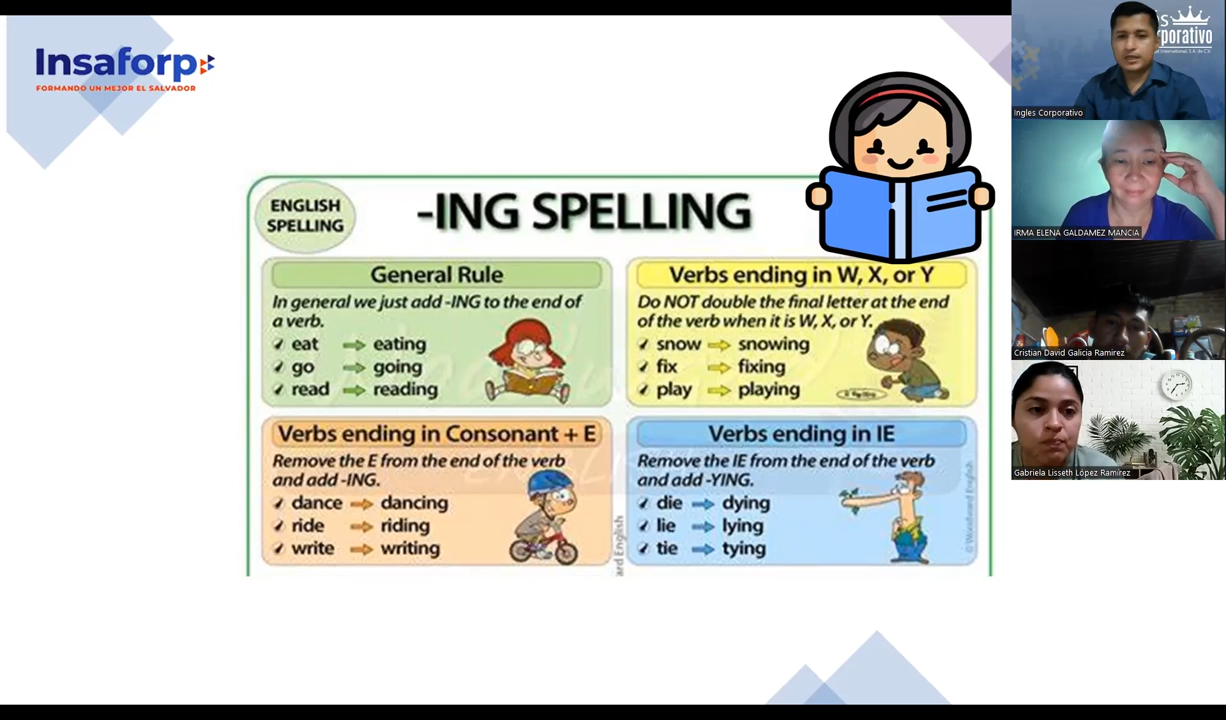 Insaforp
FORMANDO UN MEJOR EL SALVADOR
ENGLISH
SPELLING
-ING SPELLING
General Rule
In general we just add -ING to the end of
a verb.
eat eating
go going
read reading
Verbs ending in W, X, or Y
Do NOT double the final letter at the end
of the verb when it is W, X, or Y.
snow snowing
fix fixing
play playing
Verbs ending in Consonant + E
Remove the E from the end of the verb
and add -ING.
dance dancing
ride riding
write writing
Verbs ending in IE
Remove the IE from the end of the verb
and add -YING.
die dying
lie lying
tie tying
ard English
© Woodward English
Ingles Corporativo
IRMA ELENA GALDAMEZ MANCIA
Cristian David Galicia Ramirez
Gabriela Lisseth López Ramírez